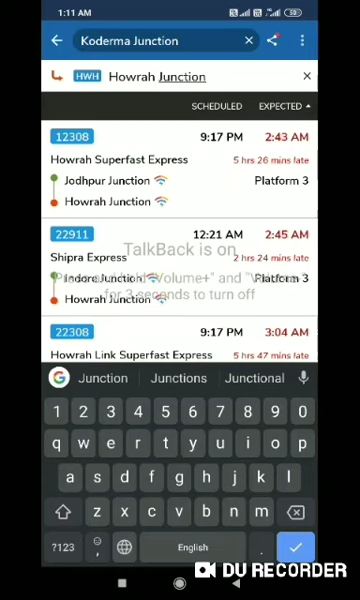 1:11 AM
Koderma Junction
HWH Howrah Junction
SCHEDULED EXPECTED
12308 9:17 PM 2:43 AM
Howrah Superfast Express 5 hrs 26 mins late
Jodhpur Junction Platform 3
Howrah Junction
22911 12:21 AM 2:45 AM
TalkBack is on
Shipra Express 2 hrs 24 mins late
"Volume+" and
Indore Junction Platform 3
for 3 seconds to turn off
Howrah Junction
22308 9:17 PM 3:04 AM
Howrah Link Superfast Express 5 hrs 47 mins late
G Junction Junctions Junctional
1 2 3 4 5 6 7 8 9 0
q w e r t y u i o p
a s d f g h j k l
z x c v b n m
?123 , English .
DU RECORDER